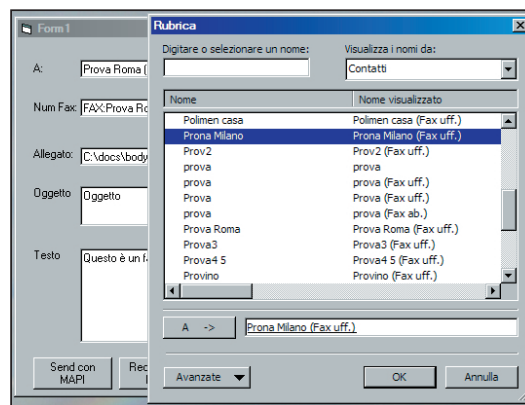 Form1
A:
Prova Roma (
Num Fax:
FAX:Prova Ro
Allegato:
C:\docs\body
Oggetto
Oggetto
Testo
Questo è un f
Send con MAPI
Rec
Rubrica
Digitare o selezionare un nome:
Visualizza i nomi da:
Contatti
Nome Nome visualizzato
Polimen casa Polimen casa (Fax uff.)
Prona Milano Prona Milano (Fax uff.)
Prov2 Prov2 (Fax uff.)
prova prova
prova prova (Fax uff.)
Prova Prova (Fax uff.)
prova prova (Fax ab.)
Prova Roma Prova Roma (Fax uff.)
Prova3 Prova3 (Fax uff.)
Prova4 5 Prova4 5 (Fax uff.)
Provino Provino (Fax uff.)
A ->
Prona Milano (Fax uff.)
Avanzate
OK
Annulla